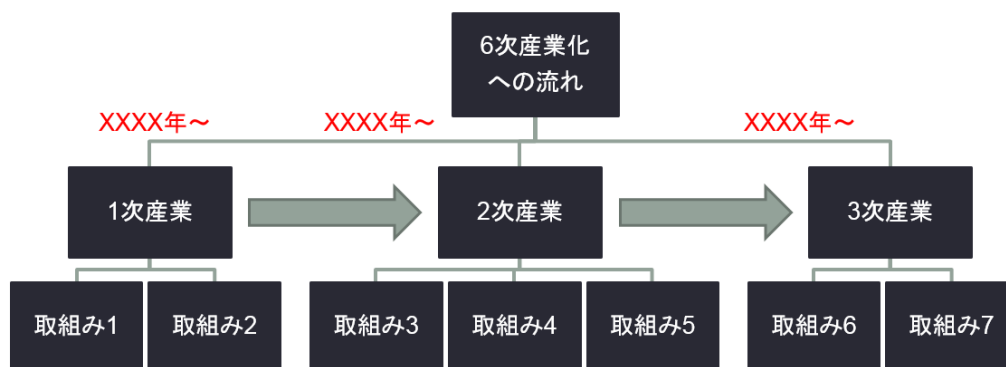 6次産業化
への流れ
XXXX年～
XXXX年～
XXXX年～
1次産業
2次産業
3次産業
取組み1
取組み2
取組み3
取組み4
取組み5
取組み6
取組み7